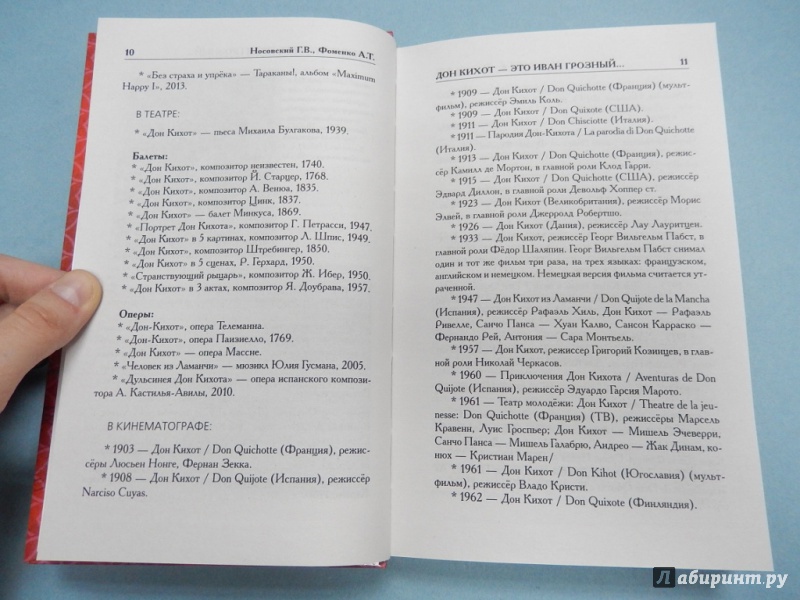 10
Носовский Г.В., Фоменко А.Т.
* «Без страха и упрёка» — Тараканы!, альбом «Maximum
Happy I», 2013.
В ТЕАТРЕ:
* «Дон Кихот» — пьеса Михаила Булгакова, 1939.
Балеты:
* «Дон Кихот», композитор неизвестен, 1740.
* «Дон Кихот», композитор Й. Старцер, 1768.
* «Дон Кихот», композитор А. Венюа, 1835.
* «Дон Кихот», композитор Цинк, 1837.
* «Дон Кихот» — балет Минкуса, 1869.
* «Портрет Дон Кихота», композитор Г. Петрасси, 1947.
* «Дон Кихот» в 5 картинах, композитор Л. Шпис, 1949.
* «Дон Кихот», композитор Штребингер, 1850.
* «Дон Кихот» в 5 сценах, Р. Герхард, 1950.
* «Странствующий рыцарь», композитор Ж. Ибер, 1950.
* «Дон Кихот» в 3 актах, композитор Я. Доубрава, 1957.
Оперы:
* «Дон-Кихот», опера Телеманна.
* «Дон-Кихот», опера Паизиелло, 1769.
* «Дон Кихот» — опера Массне.
* «Человек из Ламанчи» — мюзикл Юлия Гусмана, 2005.
* «Дульсинея Дон Кихота» — опера испанского компози-
тора А. Кастилья-Авилы, 2010.
В КИНЕМАТОГРАФЕ:
* 1903 — Дон Кихот / Don Quichotte (Франция), режис-
сёры Люсьен Нонге, Фернан Зекка.
* 1908 — Дон Кихот / Don Quijote (Испания), режиссёр
Narciso Cuyas.
ДОН КИХОТ — ЭТО ИВАН ГРОЗНЫЙ...
11
* 1909 — Дон Кихот / Don Quichotte (Франция) (мульт-
фильм), режиссёр Эмиль Коль.
* 1909 — Дон Кихот / Don Quixote (США).
* 1911 — Дон Кихот / Don Chisciotte (Италия).
* 1911 — Пародия Дон-Кихота / La parodia di Don Quichotte
(Италия).
* 1913 — Дон Кихот / Don Quichotte (Франция), режис-
сёр Камилл де Мортон, в главной роли Клод Гарри.
* 1915 — Дон Кихот / Don Quichotte (США), режиссёр
Эдвард Диллон, в главной роли Девольф Хоппер ст.
* 1923 — Дон Кихот (Великобритания), режиссёр Морис
Элвей, в главной роли Джерролд Робертшо.
* 1926 — Дон Кихот (Дания), режиссёр Лау Лауритцен.
* 1933 — Дон Кихот, режиссёр Георг Вильгельм Пабст, в
главной роли Фёдор Шаляпин. Георг Вильгельм Пабст снимал
один и тот же фильм три раза, на трёх языках: французском,
английском и немецком. Немецкая версия фильма считается ут-
раченной.
* 1947 — Дон Кихот из Ламанчи / Don Quijote de la Mancha
(Испания), режиссёр Рафаэль Хиль, Дон Кихот — Рафаэль
Ривелле, Санчо Панса — Хуан Калво, Сансон Карраско —
Фернандо Рей, Антония — Сара Монтьель.
* 1957 — Дон Кихот, режиссер Григорий Козинцев, в глав-
ной роли Николай Черкасов.
* 1960 — Приключения Дон Кихота / Aventuras de Don
Quijote (Испания), режиссёр Эдуардо Гарсия Марото.
* 1961 — Театр молодёжи: Дон Кихот / Theatre de la jeu-
nesse: Don Quichotte (Франция) (ТВ), режиссёры Марсель
Кравенн, Луис Гроспьер; Дон Кихот — Мишель Эчеверри,
Санчо Панса — Мишель Галабрю, Андрео — Жак Динам, ко-
нюх — Кристиан Марен/
* 1961 — Дон Кихот / Don Kihot (Югославия) (мульт-
фильм), режиссёр Владо Кристи.
* 1962 — Дон Кихот / Don Quixote (Финляндия).
Лабиринт.ру